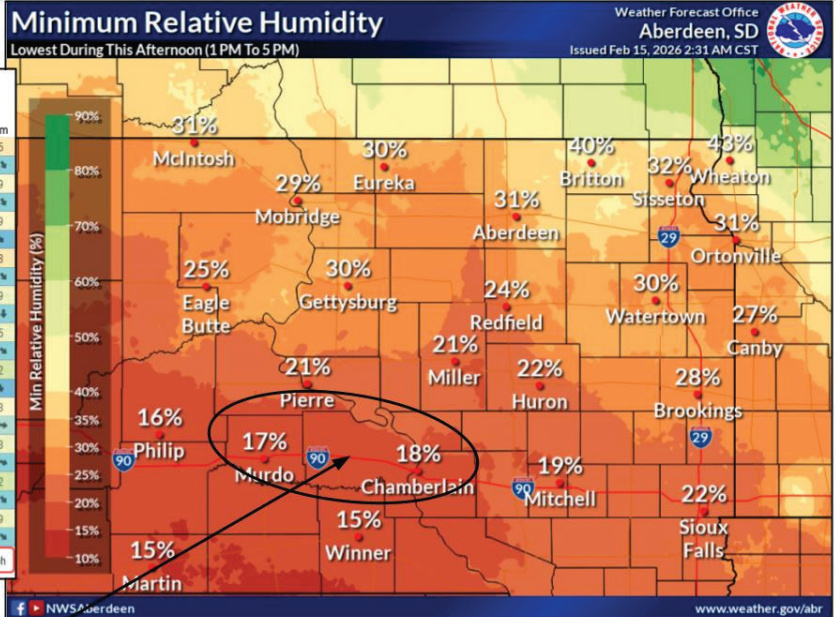 Minimum Relative Humidity
Lowest During This Afternoon (1 PM To 5 PM)
Weather Forecast Office
Aberdeen, SD
Issued Feb 15, 2026 2:31 AM CST
Min Relative Humidity (%)
90%
80%
70%
60%
50%
40%
35%
30%
25%
20%
15%
10%
31%
McIntosh
30%
Eureka
29%
Mobridge
40%
Britton
32%
Sisseton
43%
Wheaton
31%
Aberdeen
29
31%
Ortonville
25%
Eagle
Butte
30%
Gettysburg
24%
Redfield
30%
Watertown
27%
Canby
21%
Miller
21%
Pierre
22%
Huron
28%
Brookings
29
16%
Philip
90
17%
Murdo
90
18%
Chamberlain
19%
Mitchell
90
22%
Sioux
Falls
15%
Winner
15%
Martin
NWSAberdeen
www.weather.gov/abr